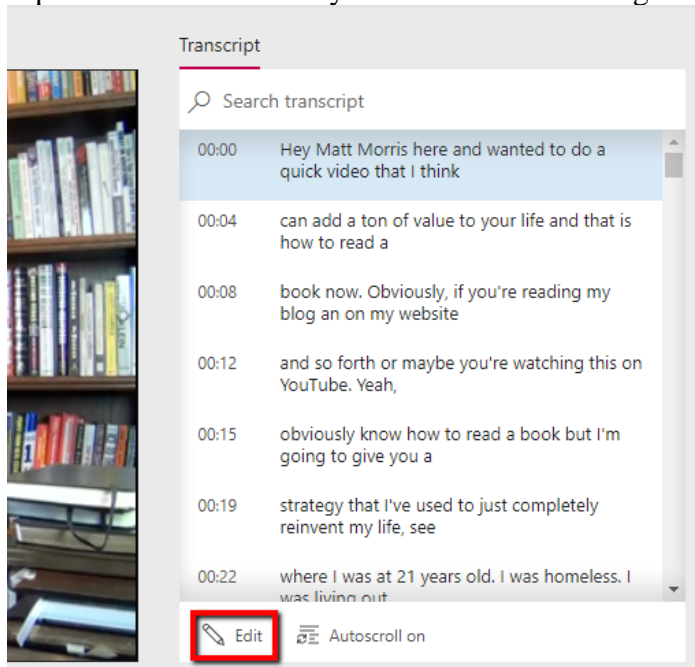 Transcript
Search transcript
00:00 Hey Matt Morris here and wanted to do a
quick video that I think
00:04 can add a ton of value to your life and that is
how to read a
00:08 book now. Obviously, if you're reading my
blog an on my website
00:12 and so forth or maybe you're watching this on
YouTube. Yeah,
00:15 obviously know how to read a book but I'm
going to give you a
00:19 strategy that I've used to just completely
reinvent my life, see
00:22 where I was at 21 years old. I was homeless. I
was living out
Edit Autoscroll on